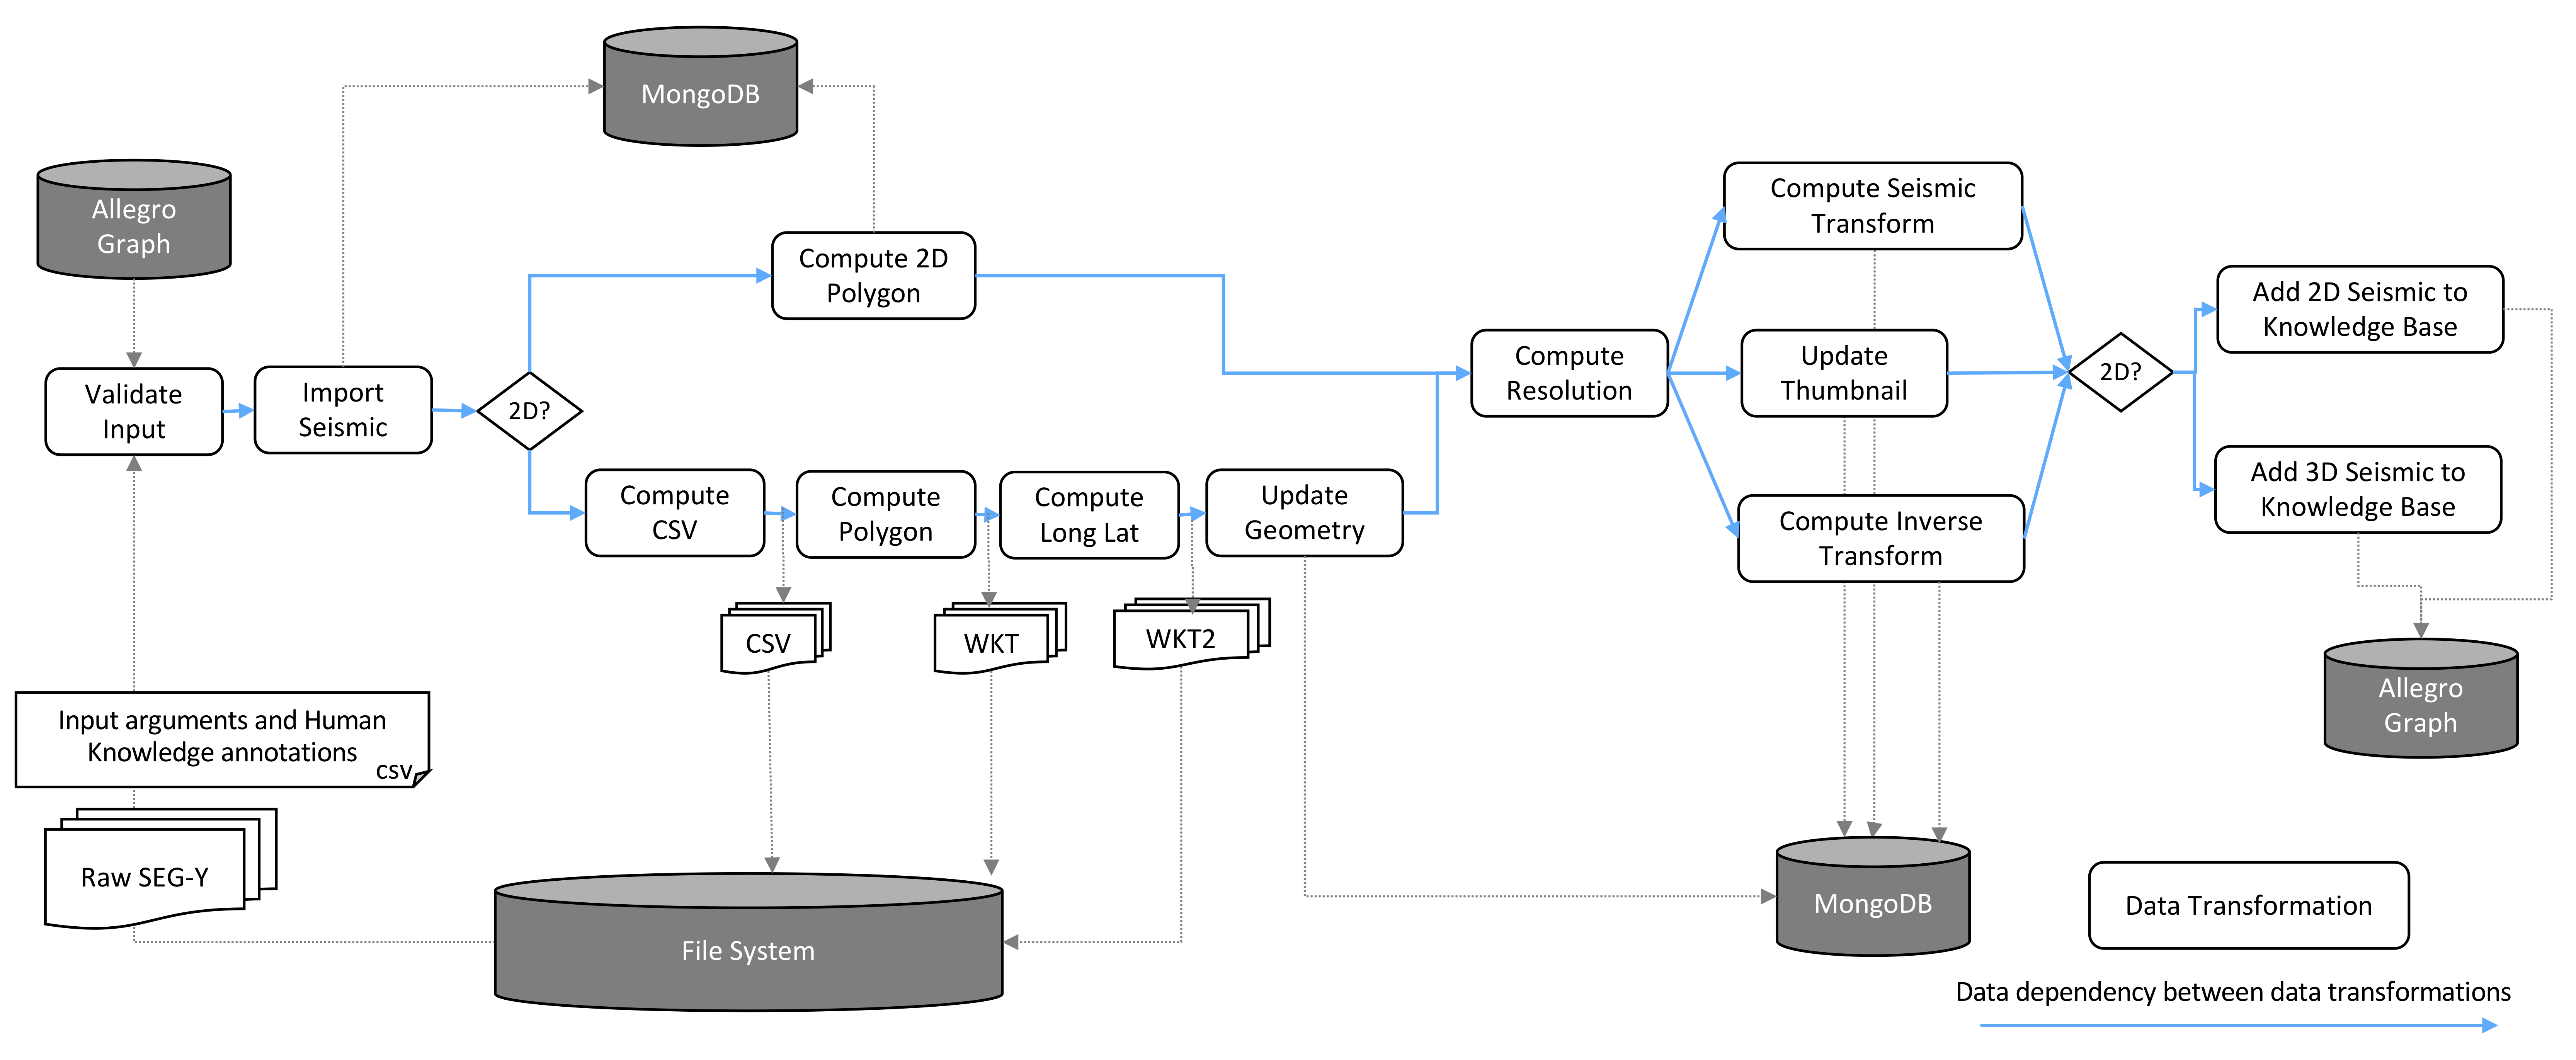 MongoDB
Allegro
Graph
Validate
Input
Import
Seismic
2D?
Compute 2D
Polygon
Compute
CSV
Compute
Polygon
Compute
Long Lat
Update
Geometry
CSV
WKT
WKT2
Input arguments and Human
Knowledge annotations
csv
Raw SEG-Y
File System
Compute
Resolution
Compute Seismic
Transform
Update
Thumbnail
Compute Inverse
Transform
2D?
Add 2D Seismic to
Knowledge Base
Add 3D Seismic to
Knowledge Base
Allegro
Graph
MongoDB
Data Transformation
Data dependency between data transformations